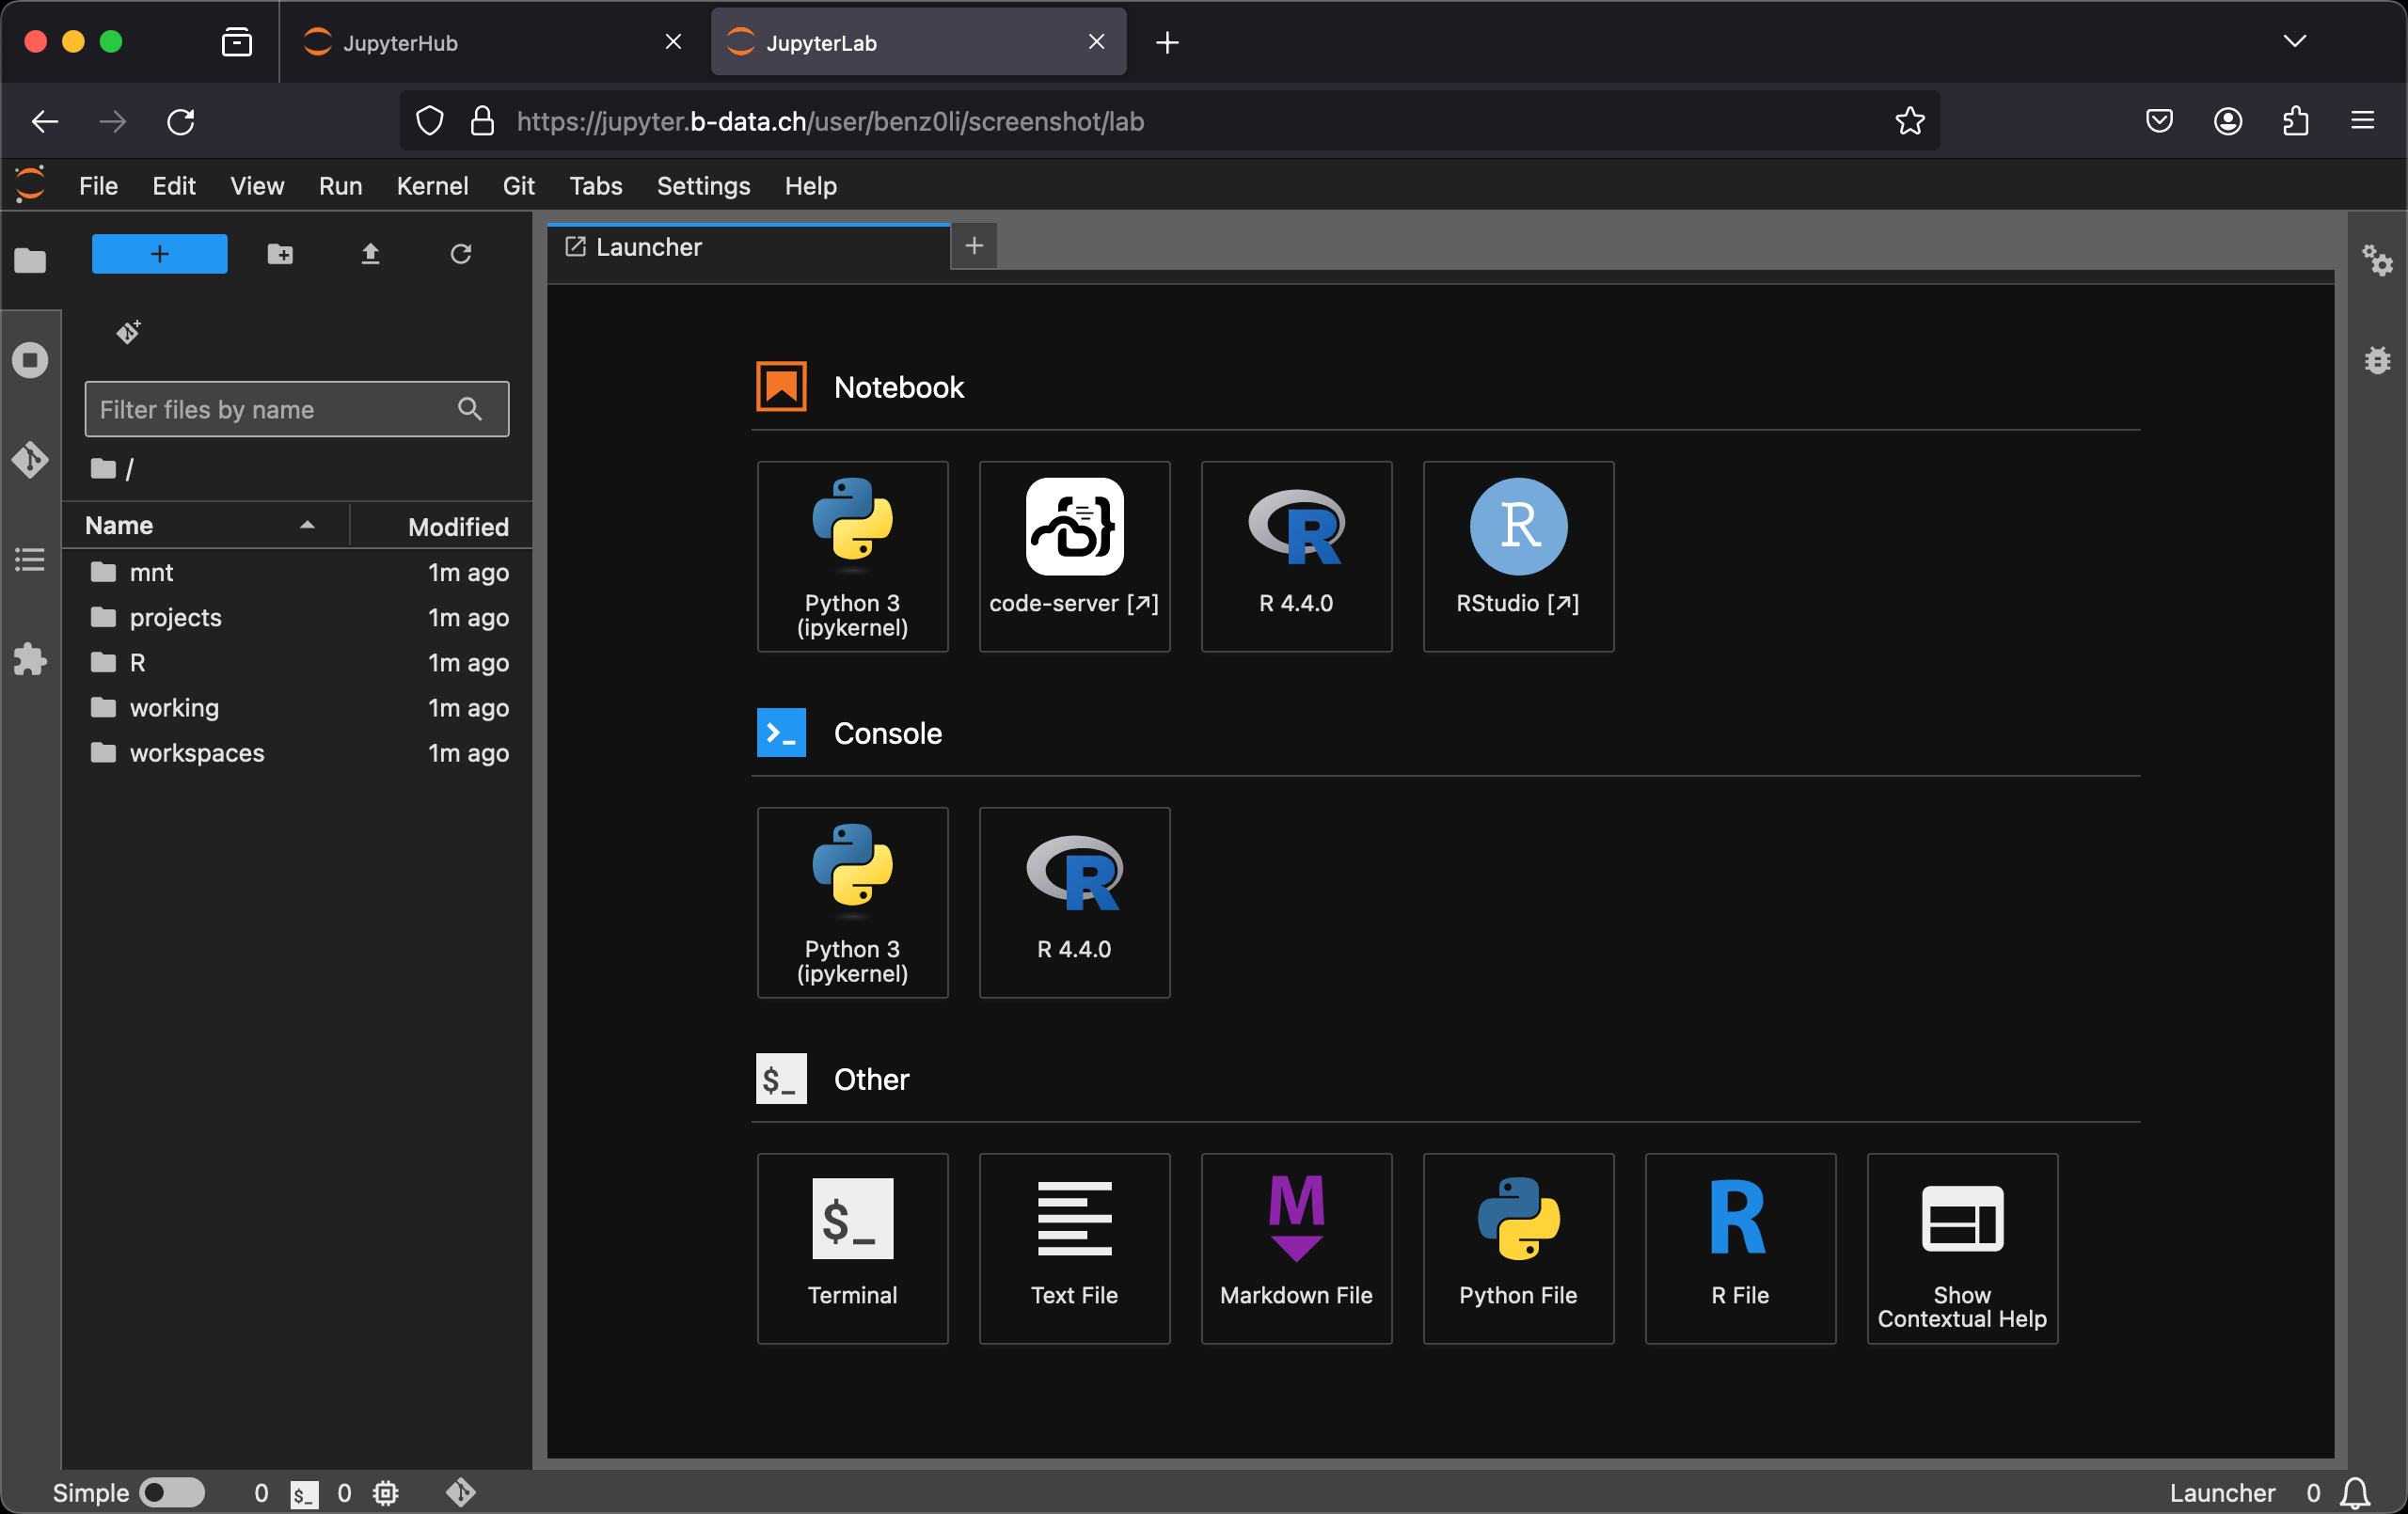 JupyterHub
JupyterLab
https://jupyter.b-data.ch/user/benz0li/screenshot/lab
File Edit View Run Kernel Git Tabs Settings Help
Launcher
Filter files by name
/
Name Modified
mnt 1m ago
projects 1m ago
R 1m ago
working 1m ago
workspaces 1m ago
Notebook
Python 3
(ipykernel)
code-server [↗]
R 4.4.0
RStudio [↗]
Console
Python 3
(ipykernel)
R 4.4.0
$_
Other
$_
Terminal
Text File
Markdown File
Python File
R File
Show
Contextual Help
Simple 0 $_ 0
Launcher 0